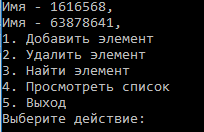 Имя - 1616568,
Имя - 63878641,
1. Добавить элемент
2. Удалить элемент
3. Найти элемент
4. Просмотреть список
5. Выход
Выберите действие: